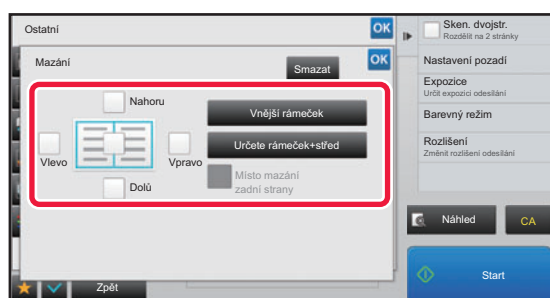 Ostatní
OK
Mazání
Smazat
OK
Nahoru
Vlevo
Vpravo
Dolů
Vnější rámeček
Určete rámeček+střed
Místo mazání
zadní strany
Zpět
Sken. dvojstr.
Rozdělit na 2 stránky
Nastavení pozadí
Expozice
Určit expozici odesílání
Barevný režim
Rozlišení
Změnit rozlišení odesílání
Náhled
CA
Start